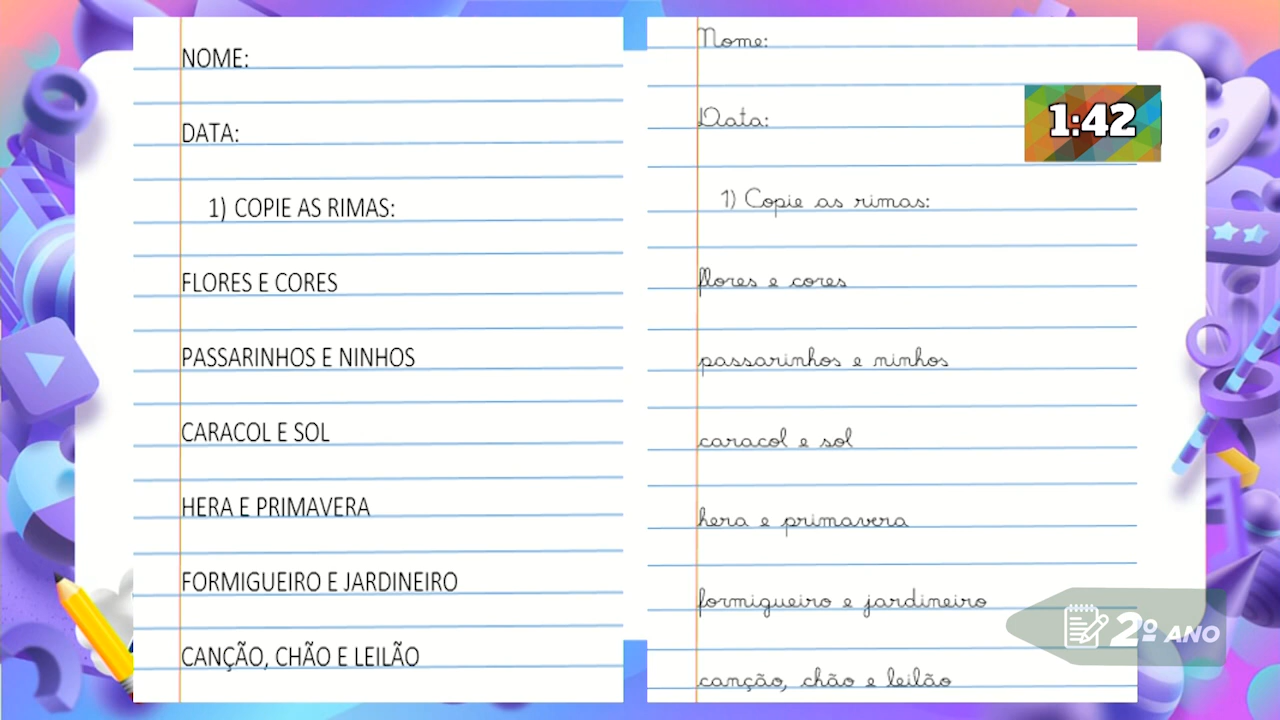 NOME:
DATA:
1) COPIE AS RIMAS:
FLORES E CORES
PASSARINHOS E NINHOS
CARACOL E SOL
HERA E PRIMAVERA
FORMIGUEIRO E JARDINEIRO
CANÇÃO, CHÃO E LEILÃO
Nome:
Data:
1) Copie as rimas:
flores e cores
passarinhos e ninhos
caracol e sol
hera e primavera
formigueiro e jardineiro
canção, chão e leilão
1:42
2º ANO